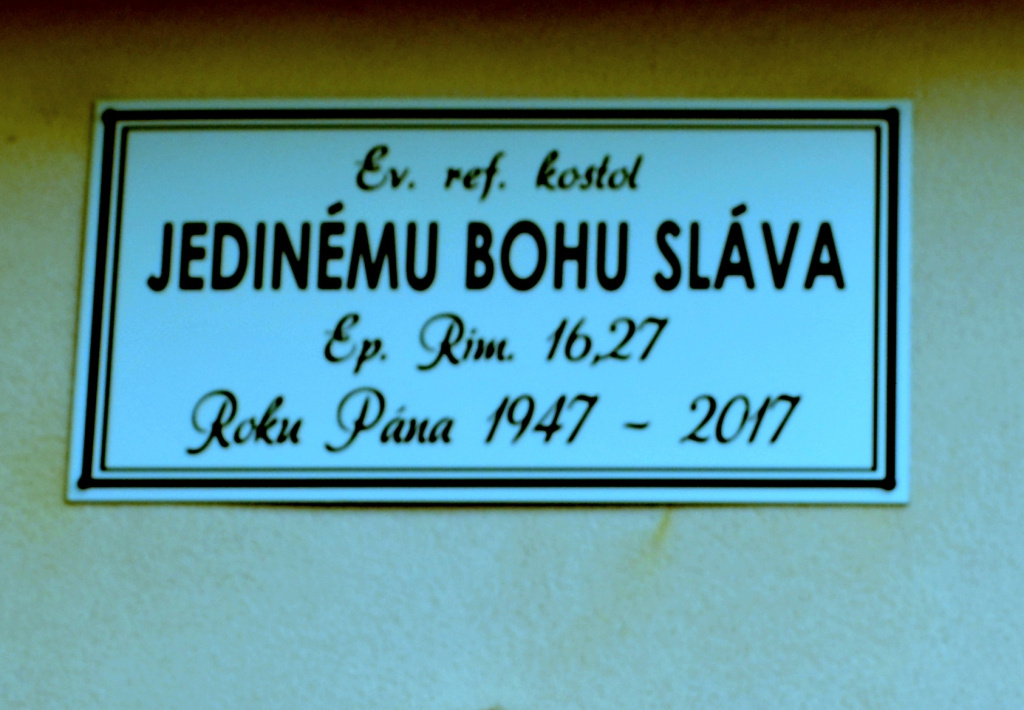 Ev. ref. kostol
JEDINÉMU BOHU SLÁVA
Ep. Rim. 16,27
Roku Pána 1947 - 2017